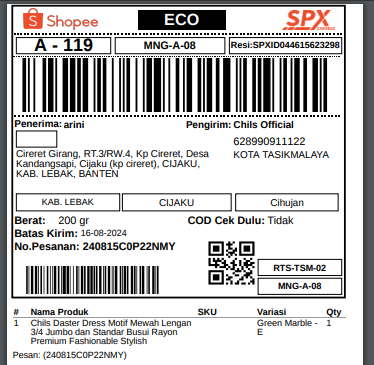 Shopee
ECO
SPX
EXPRESS
A - 119
MNG-A-08
Resi:SPXID044615623298
Penerima: arini
Pengirim: Chils Official
628990911122
KOTA TASIKMALAYA
Cireret Girang, RT.3/RW.4, Kp Cireret, Desa
Kandangsapi, Cijaku (kp cireret), CIJAKU,
KAB. LEBAK, BANTEN
KAB. LEBAK
CIJAKU
Cihujan
Berat: 200 gr
COD Cek Dulu: Tidak
Batas Kirim: 16-08-2024
No.Pesanan: 240815C0P22NMY
RTS-TSM-02
MNG-A-08
# Nama Produk SKU Variasi Qty
1 Chils Daster Dress Motif Mewah Lengan Green Marble - 1
3/4 Jumbo dan Standar Busui Rayon E
Premium Fashionable Stylish
Pesan: (240815C0P22NMY)